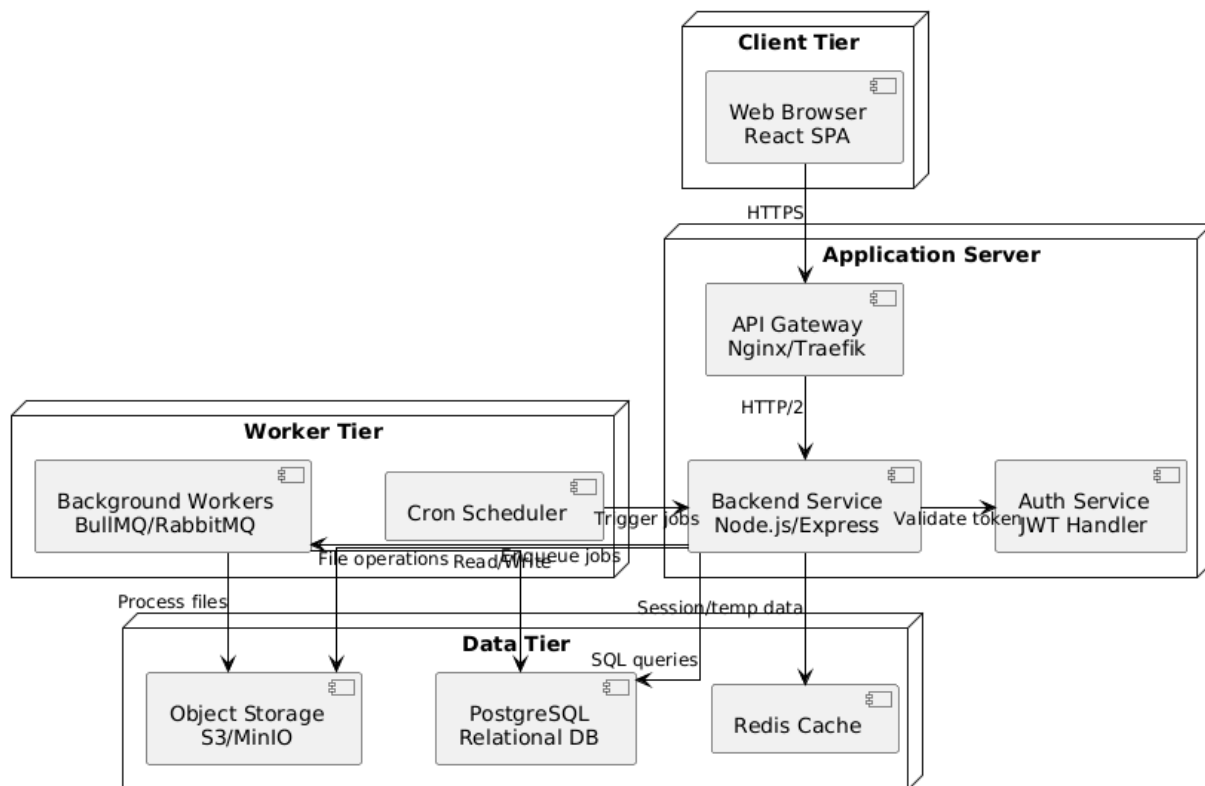 Client Tier
Web Browser
React SPA
HTTPS
Application Server
API Gateway
Nginx/Traefik
HTTP/2
Worker Tier
Background Workers
BullMQ/RabbitMQ
Cron Scheduler
Trigger jobs
Backend Service
Node.js/Express
Validate token
Auth Service
JWT Handler
File operations
Read/Write
Enqueue jobs
Process files
Session/temp data
Data Tier
SQL queries
Object Storage
S3/MinIO
PostgreSQL
Relational DB
Redis Cache